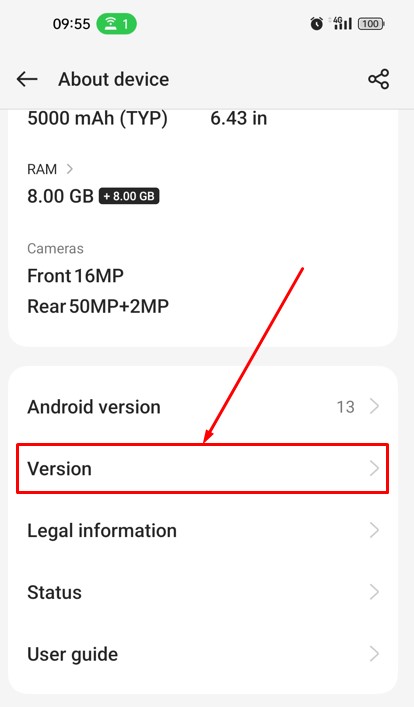 09:55 1 4G 100
About device
5000 mAh (TYP) 6.43 in
RAM
8.00 GB + 8.00 GB
Cameras
Front 16MP
Rear 50MP+2MP
Android version 13
Version
Legal information
Status
User guide